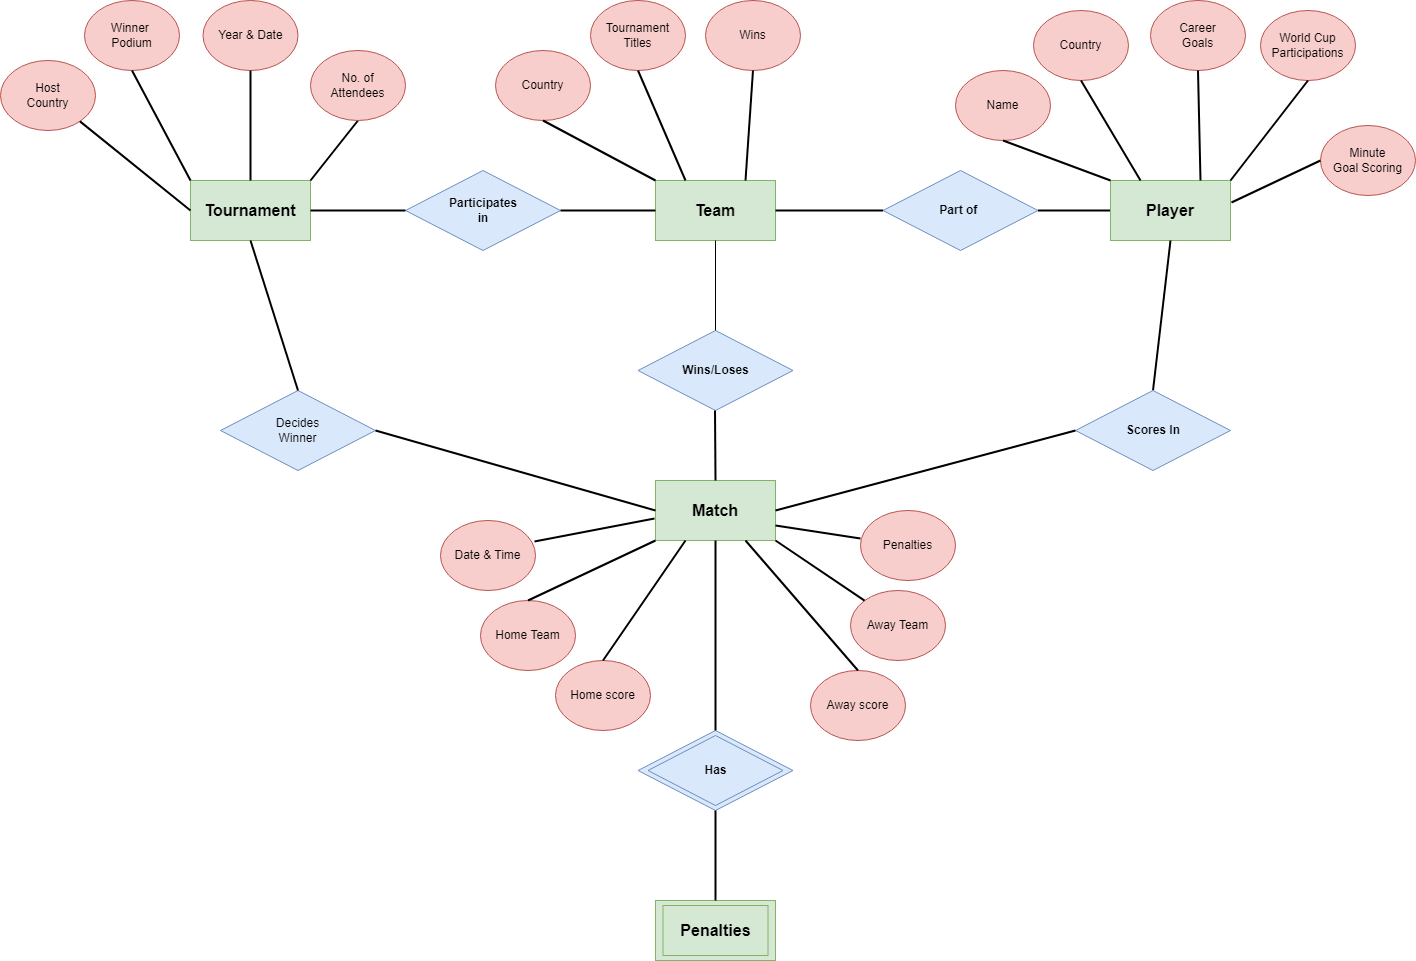 Winner
Podium
Year & Date
Host
Country
No. of
Attendees
Tournament
Titles
Wins
Country
Career
Goals
Country
World Cup
Participations
Name
Minute
Goal Scoring
Tournament
Participates
in
Team
Part of
Player
Wins/Loses
Decides
Winner
Scores In
Match
Date & Time
Penalties
Home Team
Away Team
Home score
Away score
Has
Penalties